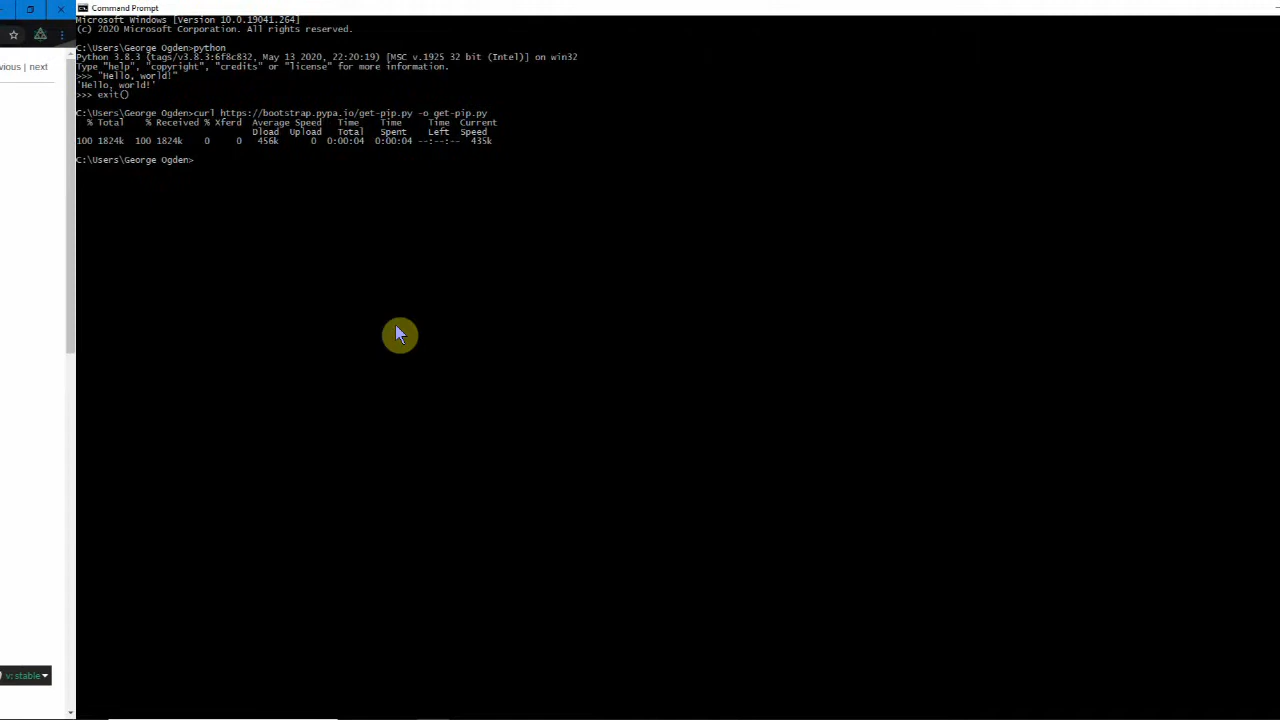 Command Prompt
Microsoft Windows [Version 10.0.19041.264]
(c) 2020 Microsoft Corporation. All rights reserved.
C:\Users\George Ogden>python
Python 3.8.3 (tags/v3.8.3:6f8c832, May 13 2020, 22:20:19) [MSC v.1925 32 bit (Intel)] on win32
Type "help", "copyright", "credits" or "license" for more information.
>>> "Hello, world!"
'Hello, world!'
>>> exit()
C:\Users\George Ogden>curl https://bootstrap.pypa.io/get-pip.py -o get-pip.py
% Total % Received % Xferd Average Speed Time Time Time Current
Dload Upload Total Spent Left Speed
100 1824k 100 1824k 0 0 456k 0 0:00:04 0:00:04 --:--:-- 435k
C:\Users\George Ogden>
vious | next
v: stable